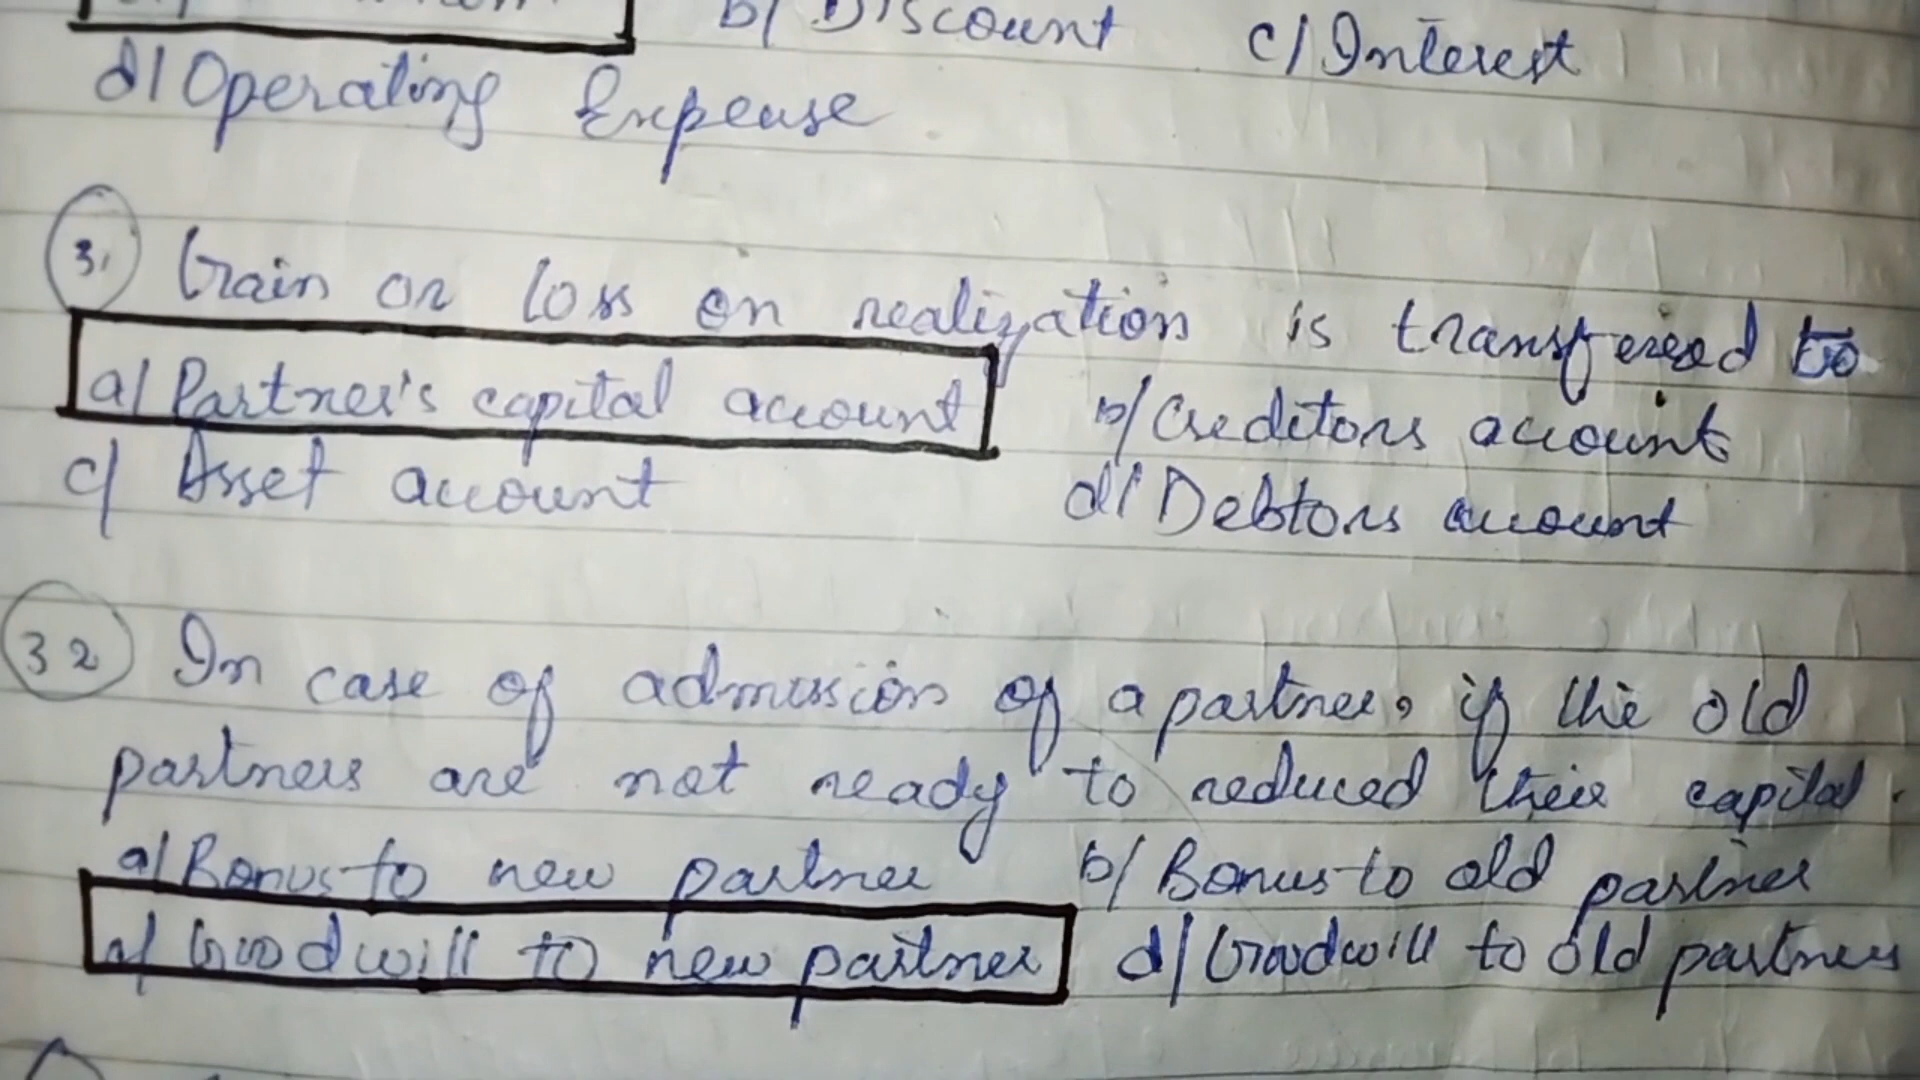 b/ Discount c/ Interest
d/ Operating Expense
3. Gain or loss on realization is transfered to
a/ Partner's capital account b/ Creditors account
c/ Asset account d/ Debtors account
32 In case of admission of a partner, if the old
partners are not ready to reduced their capital.
a/ Bonus to new partner b/ Bonus to old partner
c/ Goodwill to new partner d/ Goodwill to old partners